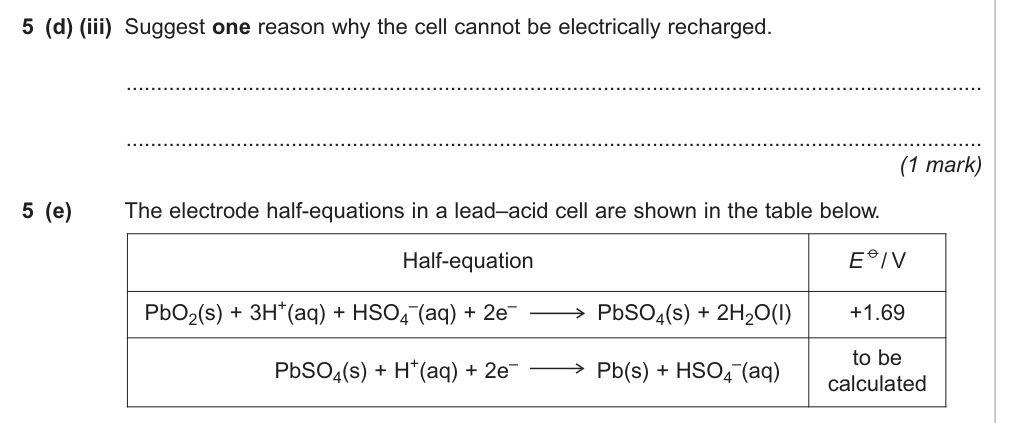 5 (d) (iii) Suggest one reason why the cell cannot be electrically recharged.
(1 mark)
5 (e) The electrode half-equations in a lead–acid cell are shown in the table below.
Half-equation E⦵/V
PbO₂(s) + 3H⁺(aq) + HSO₄⁻(aq) + 2e⁻ ⟶ PbSO₄(s) + 2H₂O(l) +1.69
PbSO₄(s) + H⁺(aq) + 2e⁻ ⟶ Pb(s) + HSO₄⁻(aq) to be
calculated